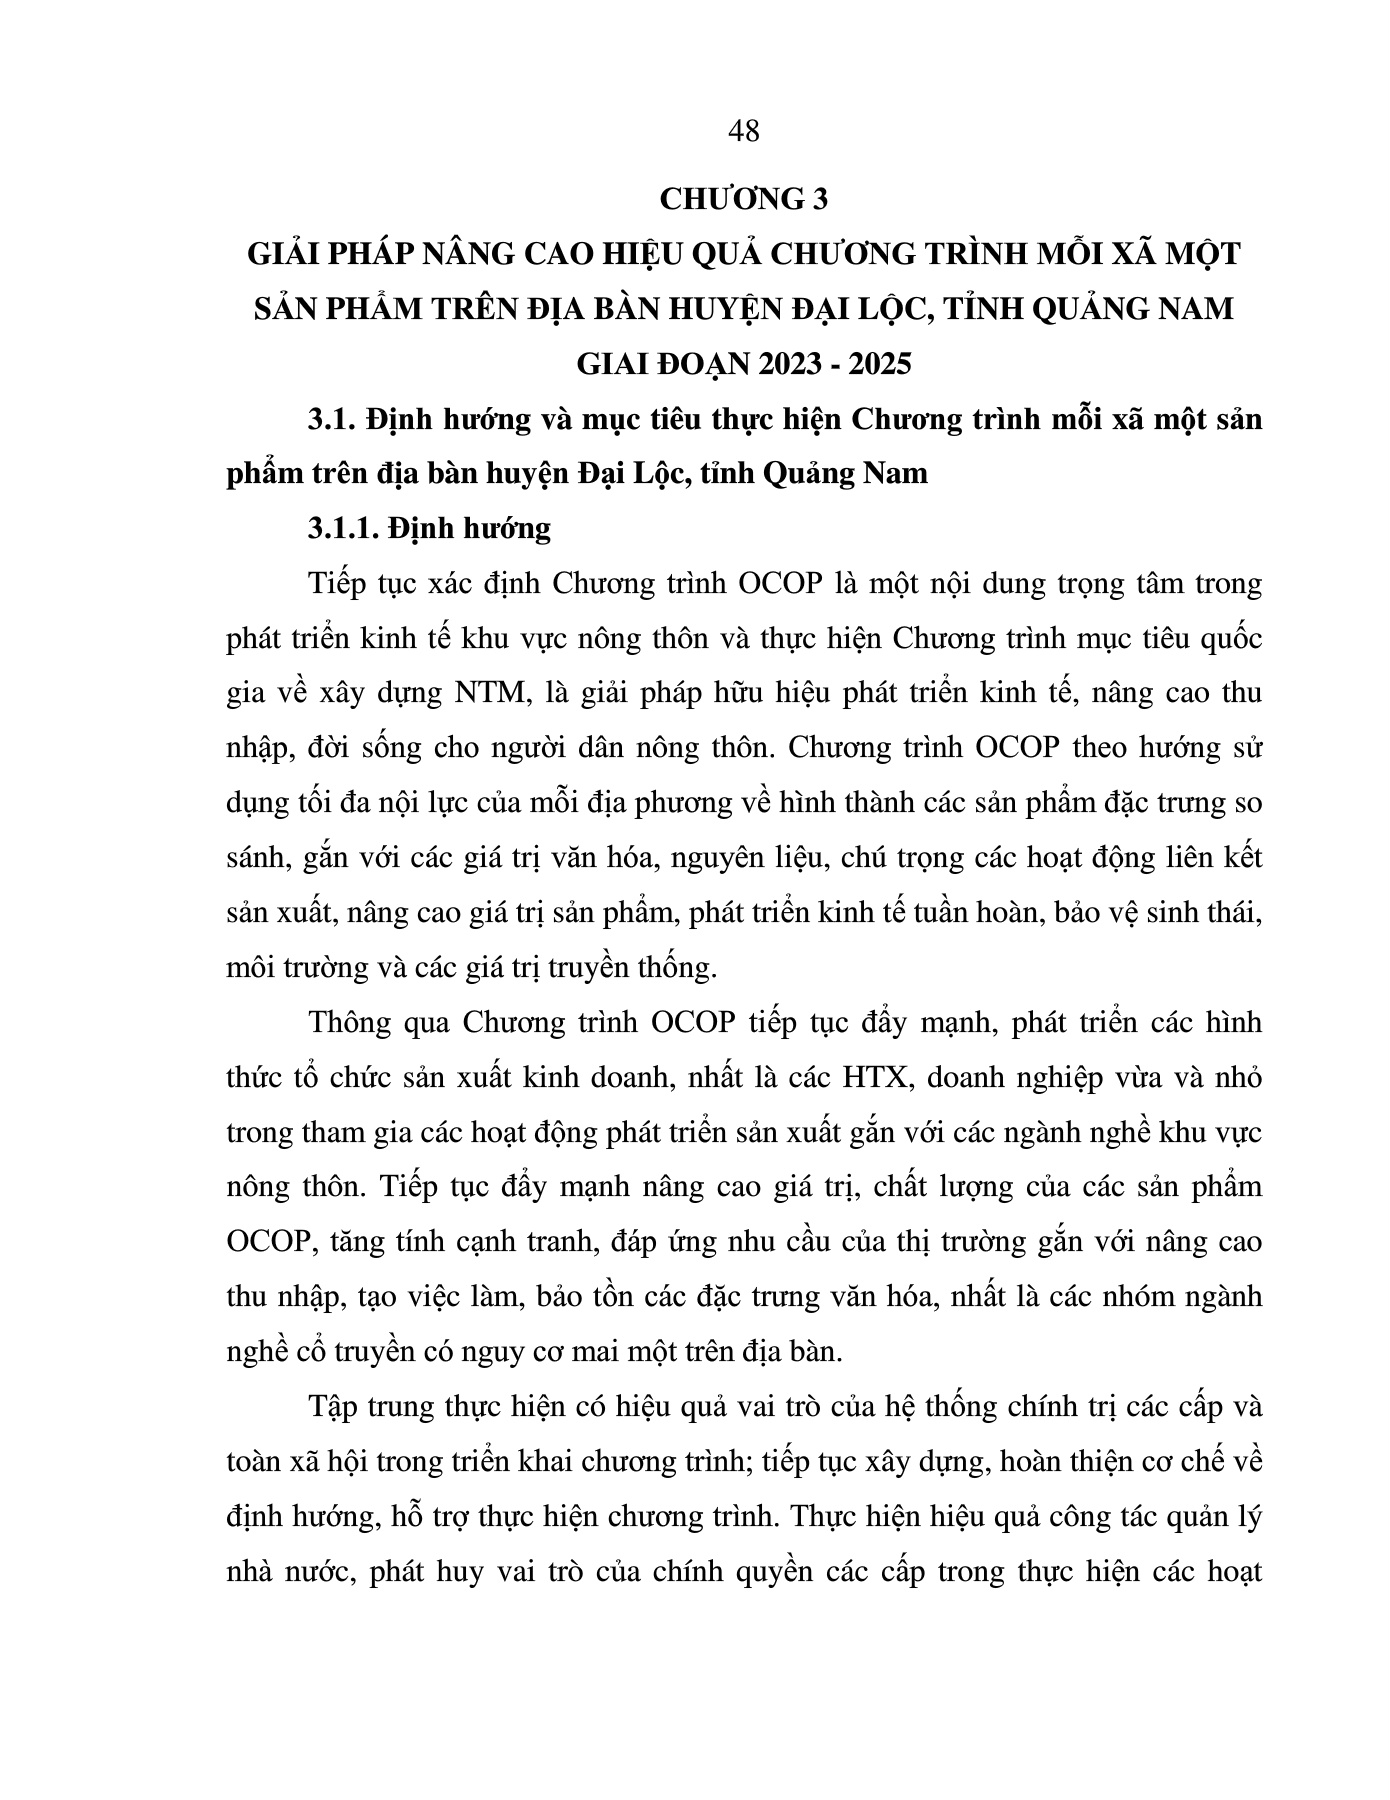 48
CHƯƠNG 3
GIẢI PHÁP NÂNG CAO HIỆU QUẢ CHƯƠNG TRÌNH MỖI XÃ MỘT
SẢN PHẨM TRÊN ĐỊA BÀN HUYỆN ĐẠI LỘC, TỈNH QUẢNG NAM
GIAI ĐOẠN 2023 - 2025
3.1. Định hướng và mục tiêu thực hiện Chương trình mỗi xã một sản
phẩm trên địa bàn huyện Đại Lộc, tỉnh Quảng Nam
3.1.1. Định hướng
Tiếp tục xác định Chương trình OCOP là một nội dung trọng tâm trong
phát triển kinh tế khu vực nông thôn và thực hiện Chương trình mục tiêu quốc
gia về xây dựng NTM, là giải pháp hữu hiệu phát triển kinh tế, nâng cao thu
nhập, đời sống cho người dân nông thôn. Chương trình OCOP theo hướng sử
dụng tối đa nội lực của mỗi địa phương về hình thành các sản phẩm đặc trưng so
sánh, gắn với các giá trị văn hóa, nguyên liệu, chú trọng các hoạt động liên kết
sản xuất, nâng cao giá trị sản phẩm, phát triển kinh tế tuần hoàn, bảo vệ sinh thái,
môi trường và các giá trị truyền thống.
Thông qua Chương trình OCOP tiếp tục đẩy mạnh, phát triển các hình
thức tổ chức sản xuất kinh doanh, nhất là các HTX, doanh nghiệp vừa và nhỏ
trong tham gia các hoạt động phát triển sản xuất gắn với các ngành nghề khu vực
nông thôn. Tiếp tục đẩy mạnh nâng cao giá trị, chất lượng của các sản phẩm
OCOP, tăng tính cạnh tranh, đáp ứng nhu cầu của thị trường gắn với nâng cao
thu nhập, tạo việc làm, bảo tồn các đặc trưng văn hóa, nhất là các nhóm ngành
nghề cổ truyền có nguy cơ mai một trên địa bàn.
Tập trung thực hiện có hiệu quả vai trò của hệ thống chính trị các cấp và
toàn xã hội trong triển khai chương trình; tiếp tục xây dựng, hoàn thiện cơ chế về
định hướng, hỗ trợ thực hiện chương trình. Thực hiện hiệu quả công tác quản lý
nhà nước, phát huy vai trò của chính quyền các cấp trong thực hiện các hoạt